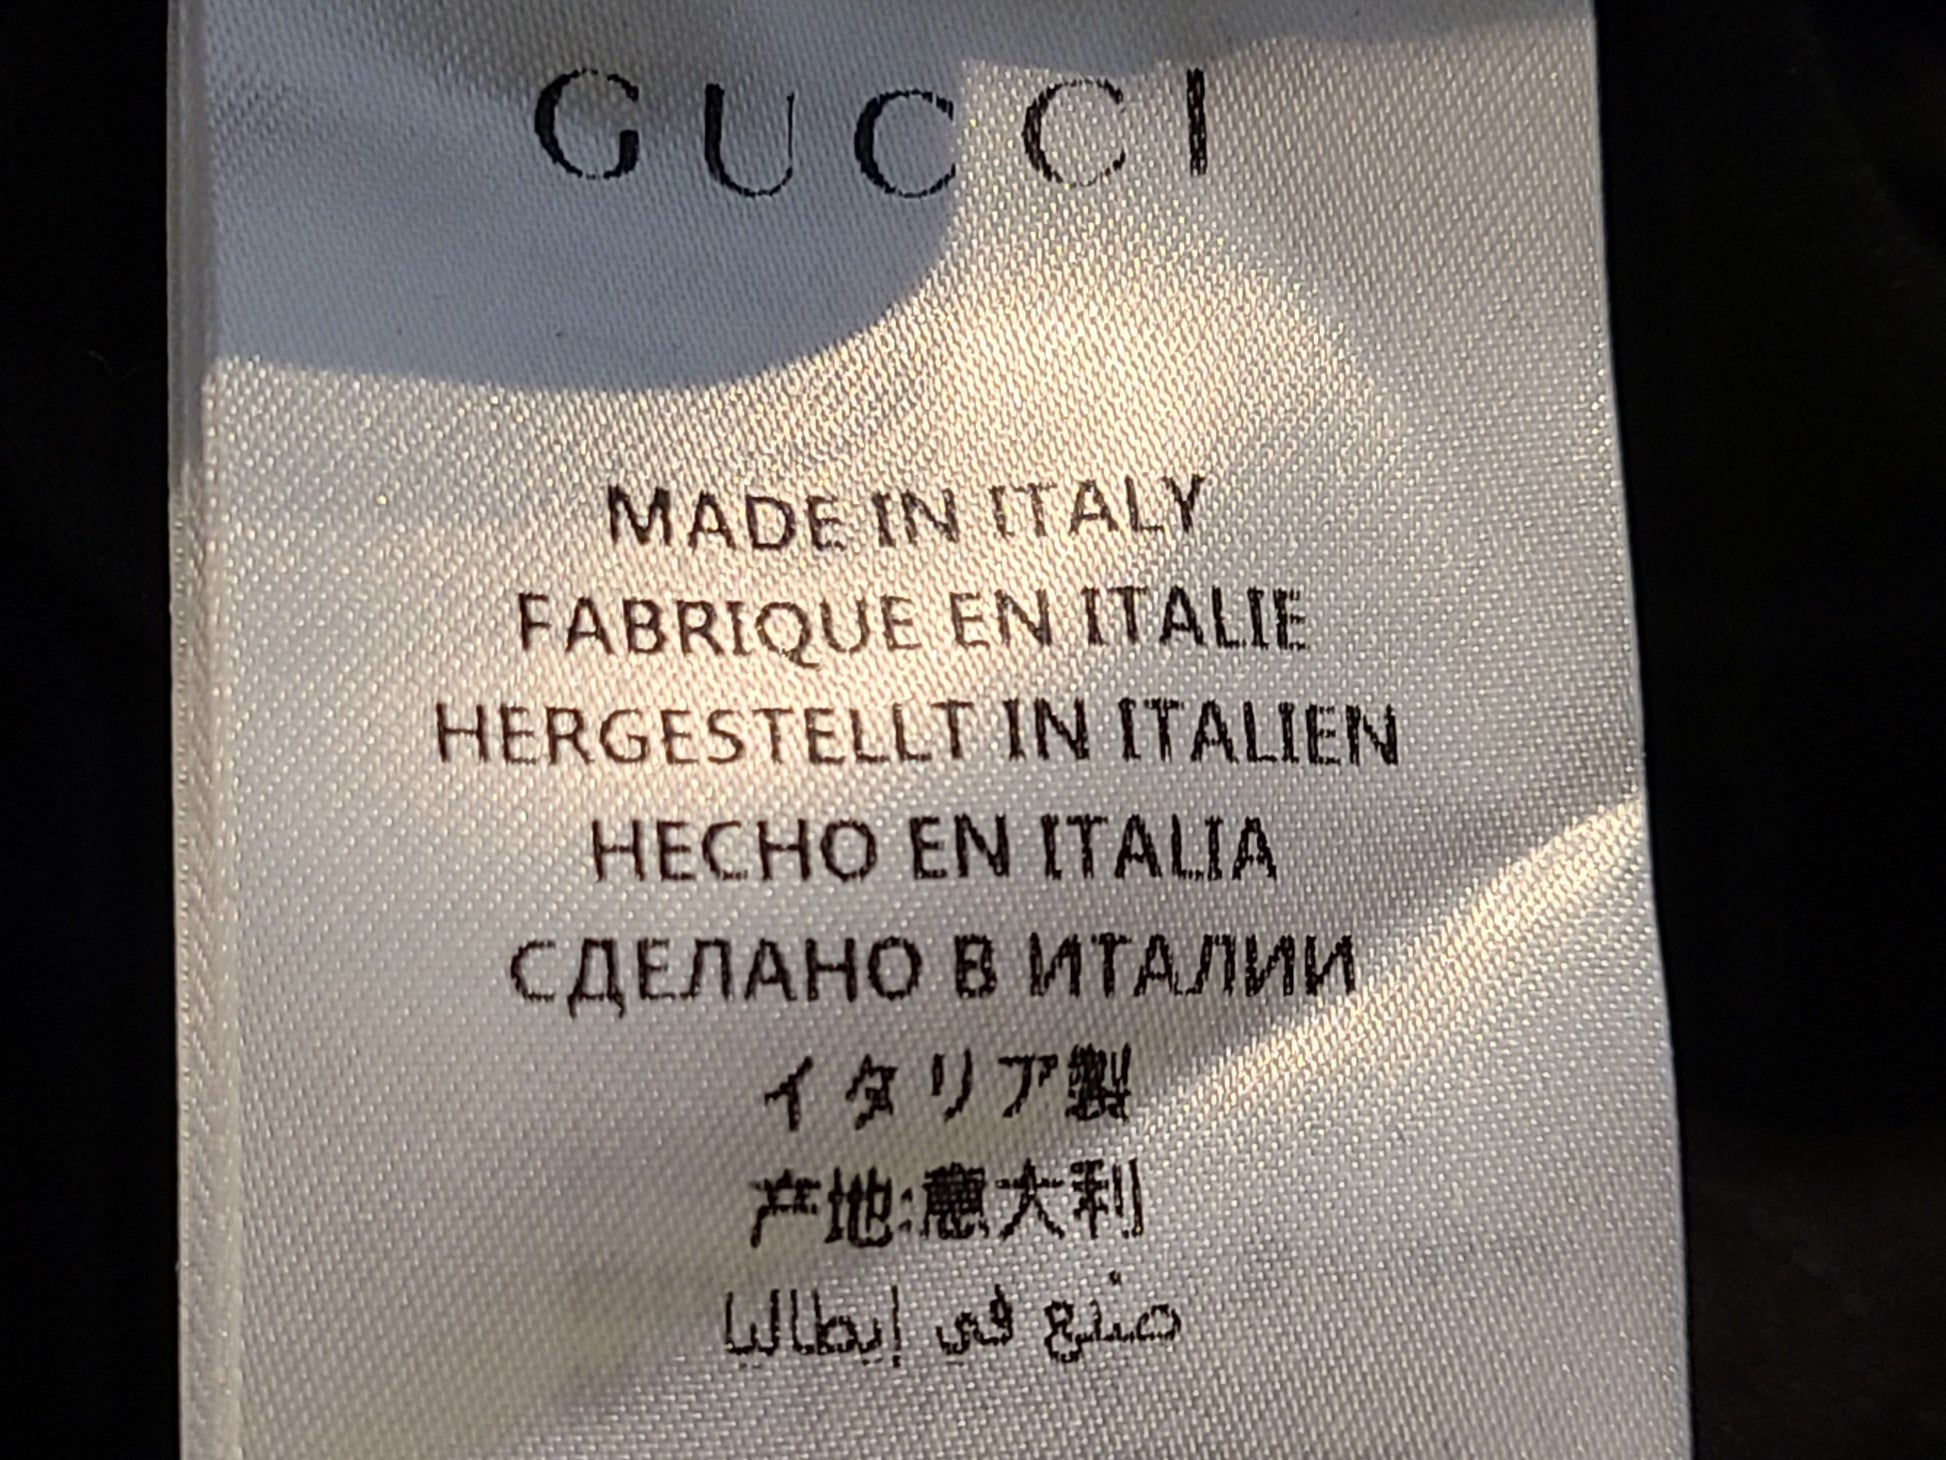 GUCCI
MADE IN ITALY
FABRIQUE EN ITALIE
HERGESTELLT IN ITALIEN
HECHO EN ITALIA
СДЕЛАНО В ИТАЛИИ
イタリア製
产地:意大利
صنع في إيطاليا